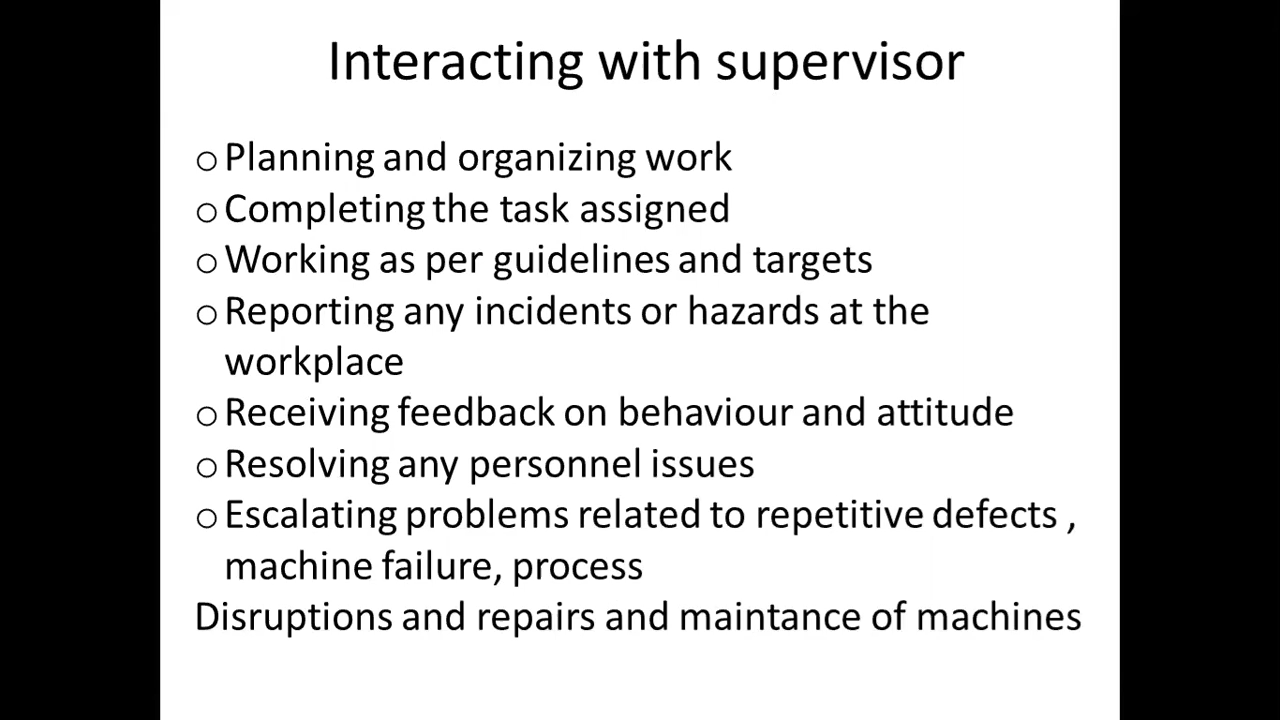 Interacting with supervisor
o Planning and organizing work
o Completing the task assigned
o Working as per guidelines and targets
o Reporting any incidents or hazards at the
workplace
o Receiving feedback on behaviour and attitude
o Resolving any personnel issues
o Escalating problems related to repetitive defects ,
machine failure, process
Disruptions and repairs and maintance of machines